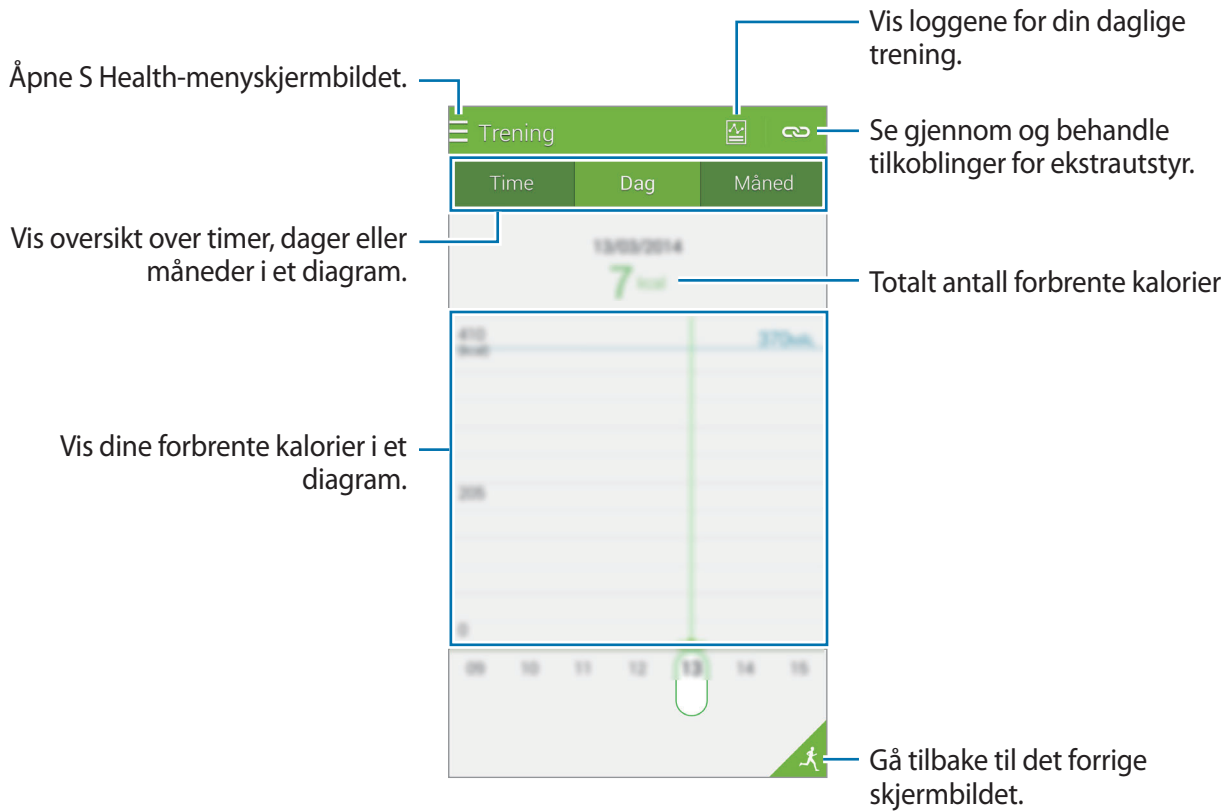 Vis loggene for din daglige
trening.
Åpne S Health-menyskjermbildet.
Trening
Se gjennom og behandle
tilkoblinger for ekstrautstyr.
Time Dag Måned
Vis oversikt over timer, dager eller
måneder i et diagram.
13/03/2014
7 kcal
Totalt antall forbrente kalorier
410
(kcal)
Vis dine forbrente kalorier i et
diagram.
205
0
09 10 11 12 13 14 15
Gå tilbake til det forrige
skjermbildet.